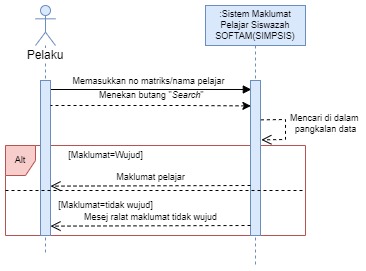 :Sistem Maklumat
Pelajar Siswazah
SOFTAM(SIMPSIS)
Pelaku
Memasukkan no matriks/nama pelajar
Menekan butang "Search"
Mencari di dalam
pangkalan data
Alt
[Maklumat=Wujud]
Maklumat pelajar
[Maklumat=tidak wujud]
Mesej ralat maklumat tidak wujud